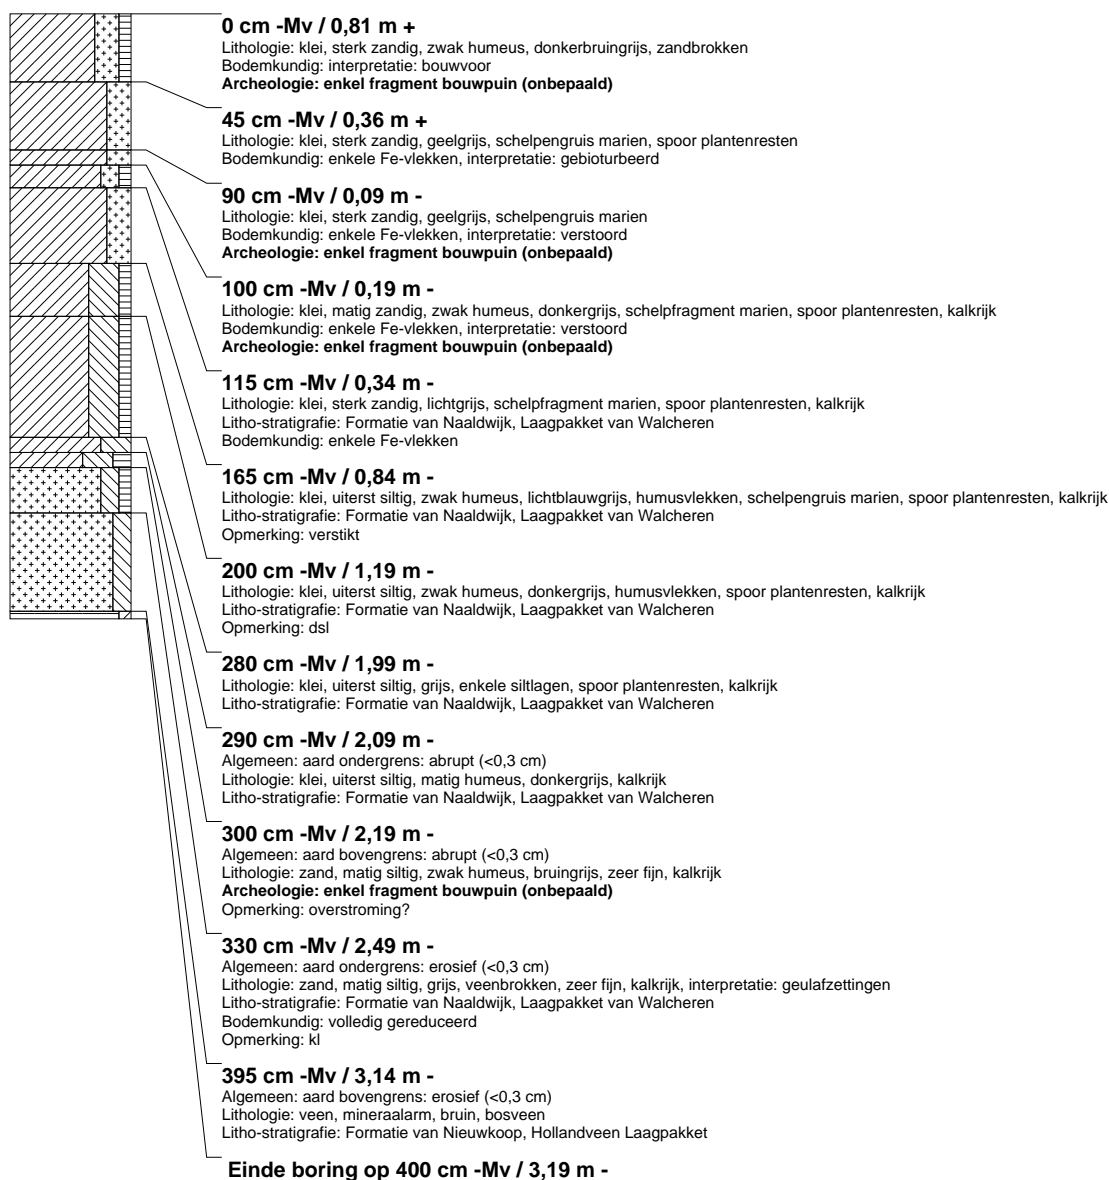 0 cm -Mv / 0,81 m +
Lithologie: klei, sterk zandig, zwak humeus, donkerbruingrijs, zandbrokken
Bodemkundig: interpretatie: bouwvoor
Archeologie: enkel fragment bouwpuin (onbepaald)
45 cm -Mv / 0,36 m +
Lithologie: klei, sterk zandig, geelgrijs, schelpengruis marien, spoor plantenresten
Bodemkundig: enkele Fe-vlekken, interpretatie: gebioturbeerd
90 cm -Mv / 0,09 m -
Lithologie: klei, sterk zandig, geelgrijs, schelpengruis marien
Bodemkundig: enkele Fe-vlekken, interpretatie: verstoord
Archeologie: enkel fragment bouwpuin (onbepaald)
100 cm -Mv / 0,19 m -
Lithologie: klei, matig zandig, zwak humeus, donkergrijs, schelpfragment marien, spoor plantenresten, kalkrijk
Bodemkundig: enkele Fe-vlekken, interpretatie: verstoord
Archeologie: enkel fragment bouwpuin (onbepaald)
115 cm -Mv / 0,34 m -
Lithologie: klei, sterk zandig, lichtgrijs, schelpfragment marien, spoor plantenresten, kalkrijk
Litho-stratigrafie: Formatie van Naaldwijk, Laagpakket van Walcheren
Bodemkundig: enkele Fe-vlekken
165 cm -Mv / 0,84 m -
Lithologie: klei, uiterst siltig, zwak humeus, lichtblauwgrijs, humusvlekken, schelpengruis marien, spoor plantenresten, kalkrijk
Litho-stratigrafie: Formatie van Naaldwijk, Laagpakket van Walcheren
Opmerking: verstikt
200 cm -Mv / 1,19 m -
Lithologie: klei, uiterst siltig, zwak humeus, donkergrijs, humusvlekken, spoor plantenresten, kalkrijk
Litho-stratigrafie: Formatie van Naaldwijk, Laagpakket van Walcheren
Opmerking: dsl
280 cm -Mv / 1,99 m -
Lithologie: klei, uiterst siltig, grijs, enkele siltlagen, spoor plantenresten, kalkrijk
Litho-stratigrafie: Formatie van Naaldwijk, Laagpakket van Walcheren
290 cm -Mv / 2,09 m -
Algemeen: aard ondergrens: abrupt (<0,3 cm)
Lithologie: klei, uiterst siltig, matig humeus, donkergrijs, kalkrijk
Litho-stratigrafie: Formatie van Naaldwijk, Laagpakket van Walcheren
300 cm -Mv / 2,19 m -
Algemeen: aard bovengrens: abrupt (<0,3 cm)
Lithologie: zand, matig siltig, zwak humeus, bruingrijs, zeer fijn, kalkrijk
Archeologie: enkel fragment bouwpuin (onbepaald)
Opmerking: overstroming?
330 cm -Mv / 2,49 m -
Algemeen: aard ondergrens: erosief (<0,3 cm)
Lithologie: zand, matig siltig, grijs, veenbrokken, zeer fijn, kalkrijk, interpretatie: geulafzettingen
Litho-stratigrafie: Formatie van Naaldwijk, Laagpakket van Walcheren
Bodemkundig: volledig gereduceerd
Opmerking: kl
395 cm -Mv / 3,14 m -
Algemeen: aard bovengrens: erosief (<0,3 cm)
Lithologie: veen, mineraalarm, bruin, bosveen
Litho-stratigrafie: Formatie van Nieuwkoop, Hollandveen Laagpakket
Einde boring op 400 cm -Mv / 3,19 m -